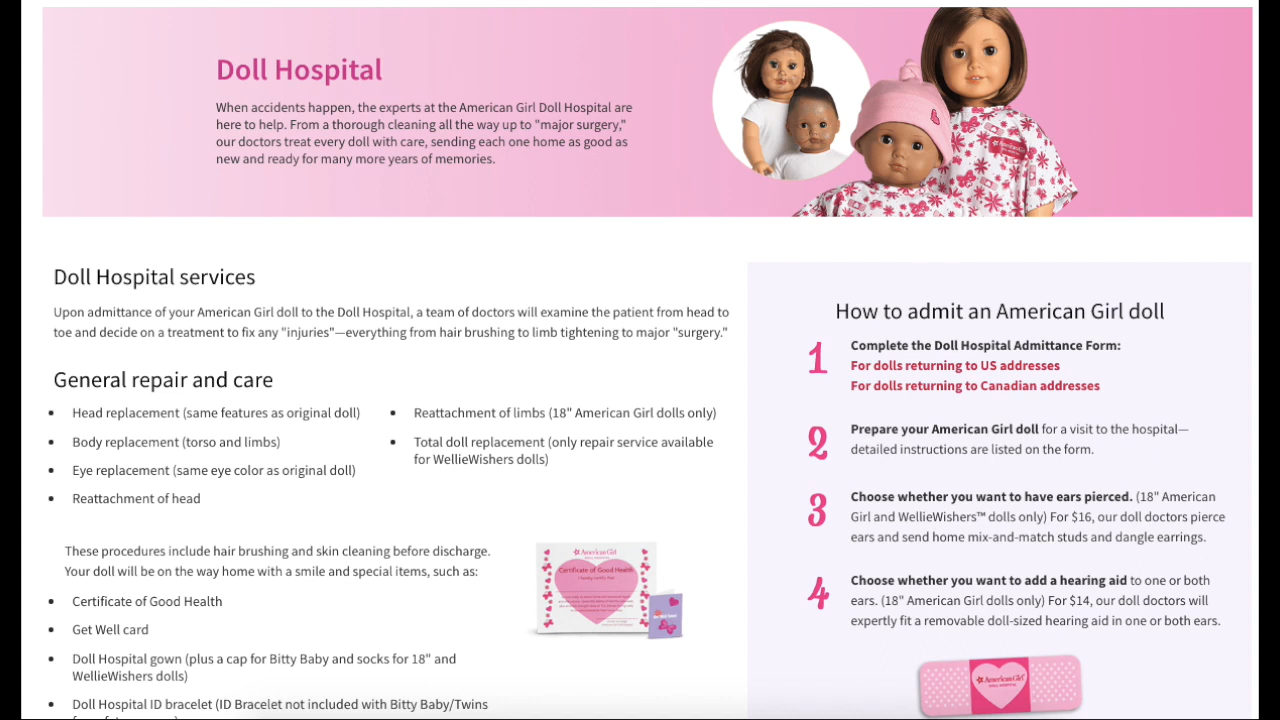 Doll Hospital
When accidents happen, the experts at the American Girl Doll Hospital are
here to help. From a thorough cleaning all the way up to "major surgery,"
our doctors treat every doll with care, sending each one home as good as
new and ready for many more years of memories.
Doll Hospital services
Upon admittance of your American Girl doll to the Doll Hospital, a team of doctors will examine the patient from head to
toe and decide on a treatment to fix any "injuries"—everything from hair brushing to limb tightening to major "surgery."
General repair and care
• Head replacement (same features as original doll)
• Body replacement (torso and limbs)
• Eye replacement (same eye color as original doll)
• Reattachment of head
• Reattachment of limbs (18" American Girl dolls only)
• Total doll replacement (only repair service available
for WellieWishers dolls)
These procedures include hair brushing and skin cleaning before discharge.
Your doll will be on the way home with a smile and special items, such as:
• Certificate of Good Health
• Get Well card
• Doll Hospital gown (plus a cap for Bitty Baby and socks for 18" and
WellieWishers dolls)
• Doll Hospital ID bracelet (ID Bracelet not included with Bitty Baby/Twins
American Girl
Certificate of Good Health
How to admit an American Girl doll
1 Complete the Doll Hospital Admittance Form:
For dolls returning to US addresses
For dolls returning to Canadian addresses
2 Prepare your American Girl doll for a visit to the hospital—
detailed instructions are listed on the form.
3 Choose whether you want to have ears pierced. (18" American
Girl and WellieWishers™ dolls only) For $16, our doll doctors pierce
ears and send home mix-and-match studs and dangle earrings.
4 Choose whether you want to add a hearing aid to one or both
ears. (18" American Girl dolls only) For $14, our doll doctors will
expertly fit a removable doll-sized hearing aid in one or both ears.
American Girl
DOLL HOSPITAL